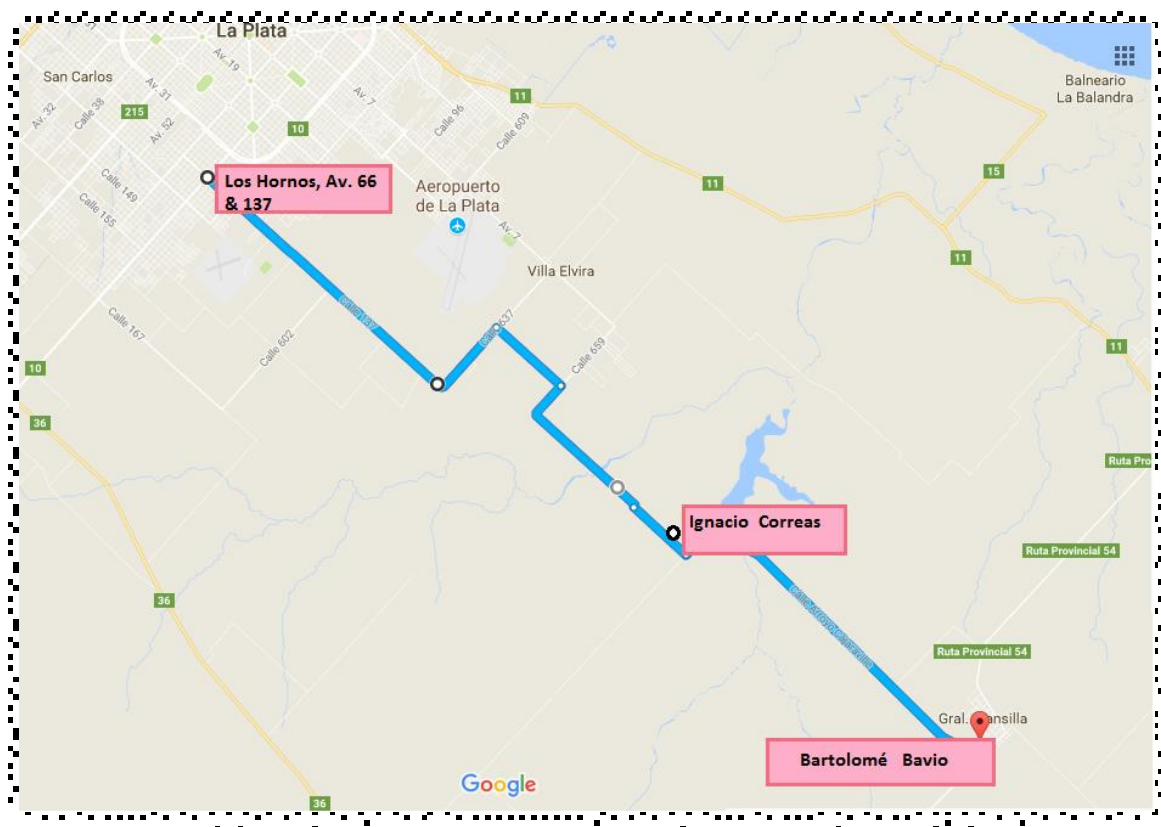 La Plata
San Carlos
Av. 19
Av. 31
Av. 7
Av. 32
Calle 38
215
Av. 52
10
11
Calle 96
Calle 609
Balneario
La Balandra
Calle 149
Calle 155
Los Hornos, Av. 66
& 137
Aeropuerto
de La Plata
Av. 7
11
15
11
Villa Elvira
Calle 167
Calle 602
Calle 137
Calle 637
Calle 659
11
10
36
Ruta Pro
Ignacio Correas
Ruta Provincial 54
36
Ruta Provincial 54
Gral. ansilla
Bartolomé Bavio
Google
36